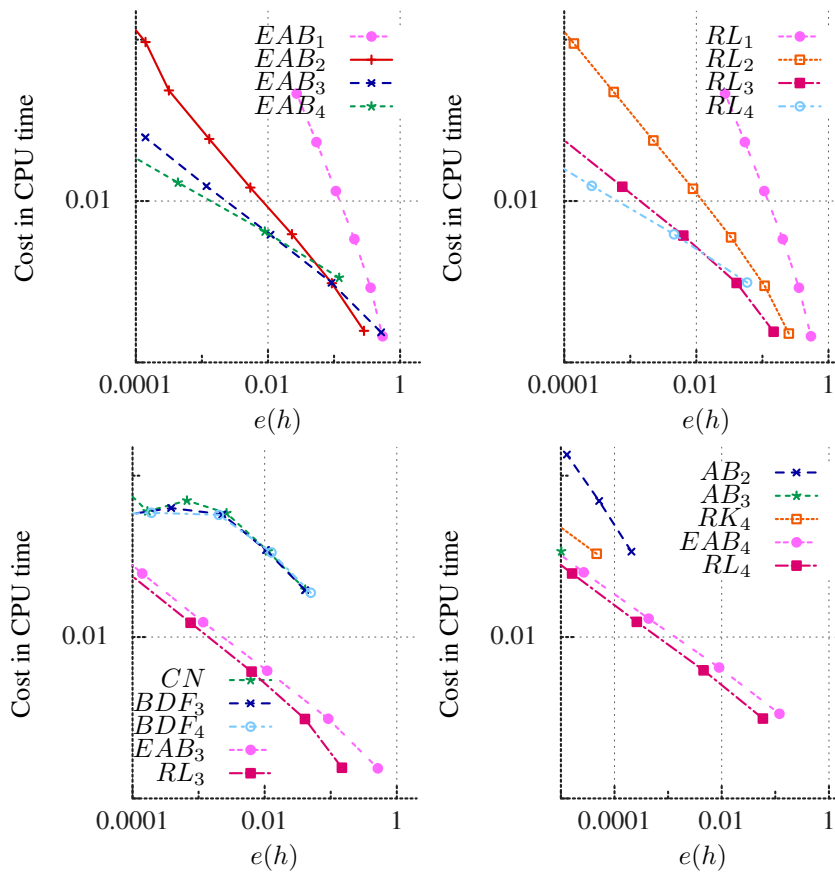 EAB₁
EAB₂
EAB₃
EAB₄
Cost in CPU time
0.01
0.0001 0.01 1
e(h)
RL₁
RL₂
RL₃
RL₄
Cost in CPU time
0.01
0.0001 0.01 1
e(h)
Cost in CPU time
0.01
CN
BDF₃
BDF₄
EAB₃
RL₃
0.0001 0.01 1
e(h)
AB₂
AB₃
RK₄
EAB₄
RL₄
Cost in CPU time
0.01
0.0001 0.01 1
e(h)